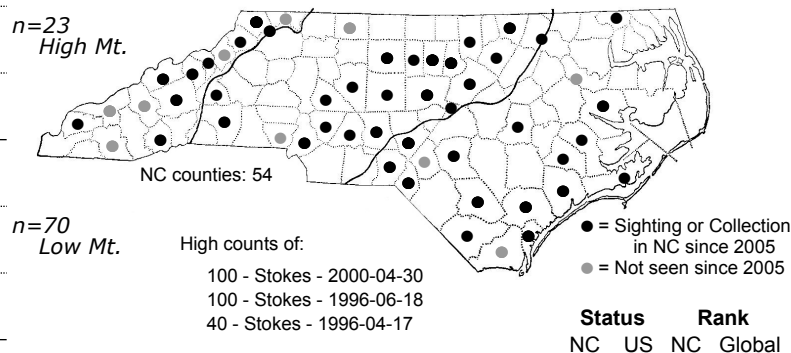 n=23
High Mt.
NC counties: 54
n=70
Low Mt.
High counts of:
100 - Stokes - 2000-04-30
100 - Stokes - 1996-06-18
40 - Stokes - 1996-04-17
● = Sighting or Collection
in NC since 2005
● = Not seen since 2005
Status Rank
NC US NC Global